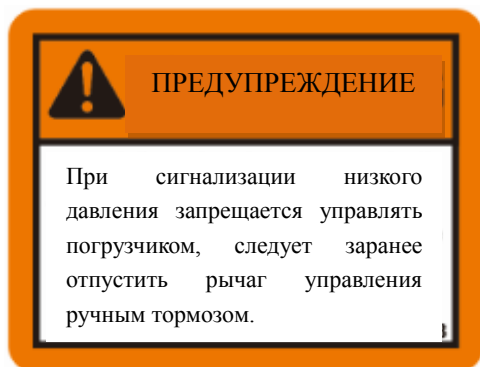 ПРЕДУПРЕЖДЕНИЕ
При сигнализации низкого
давления запрещается управлять
погрузчиком, следует заранее
отпустить рычаг управления
ручным тормозом.